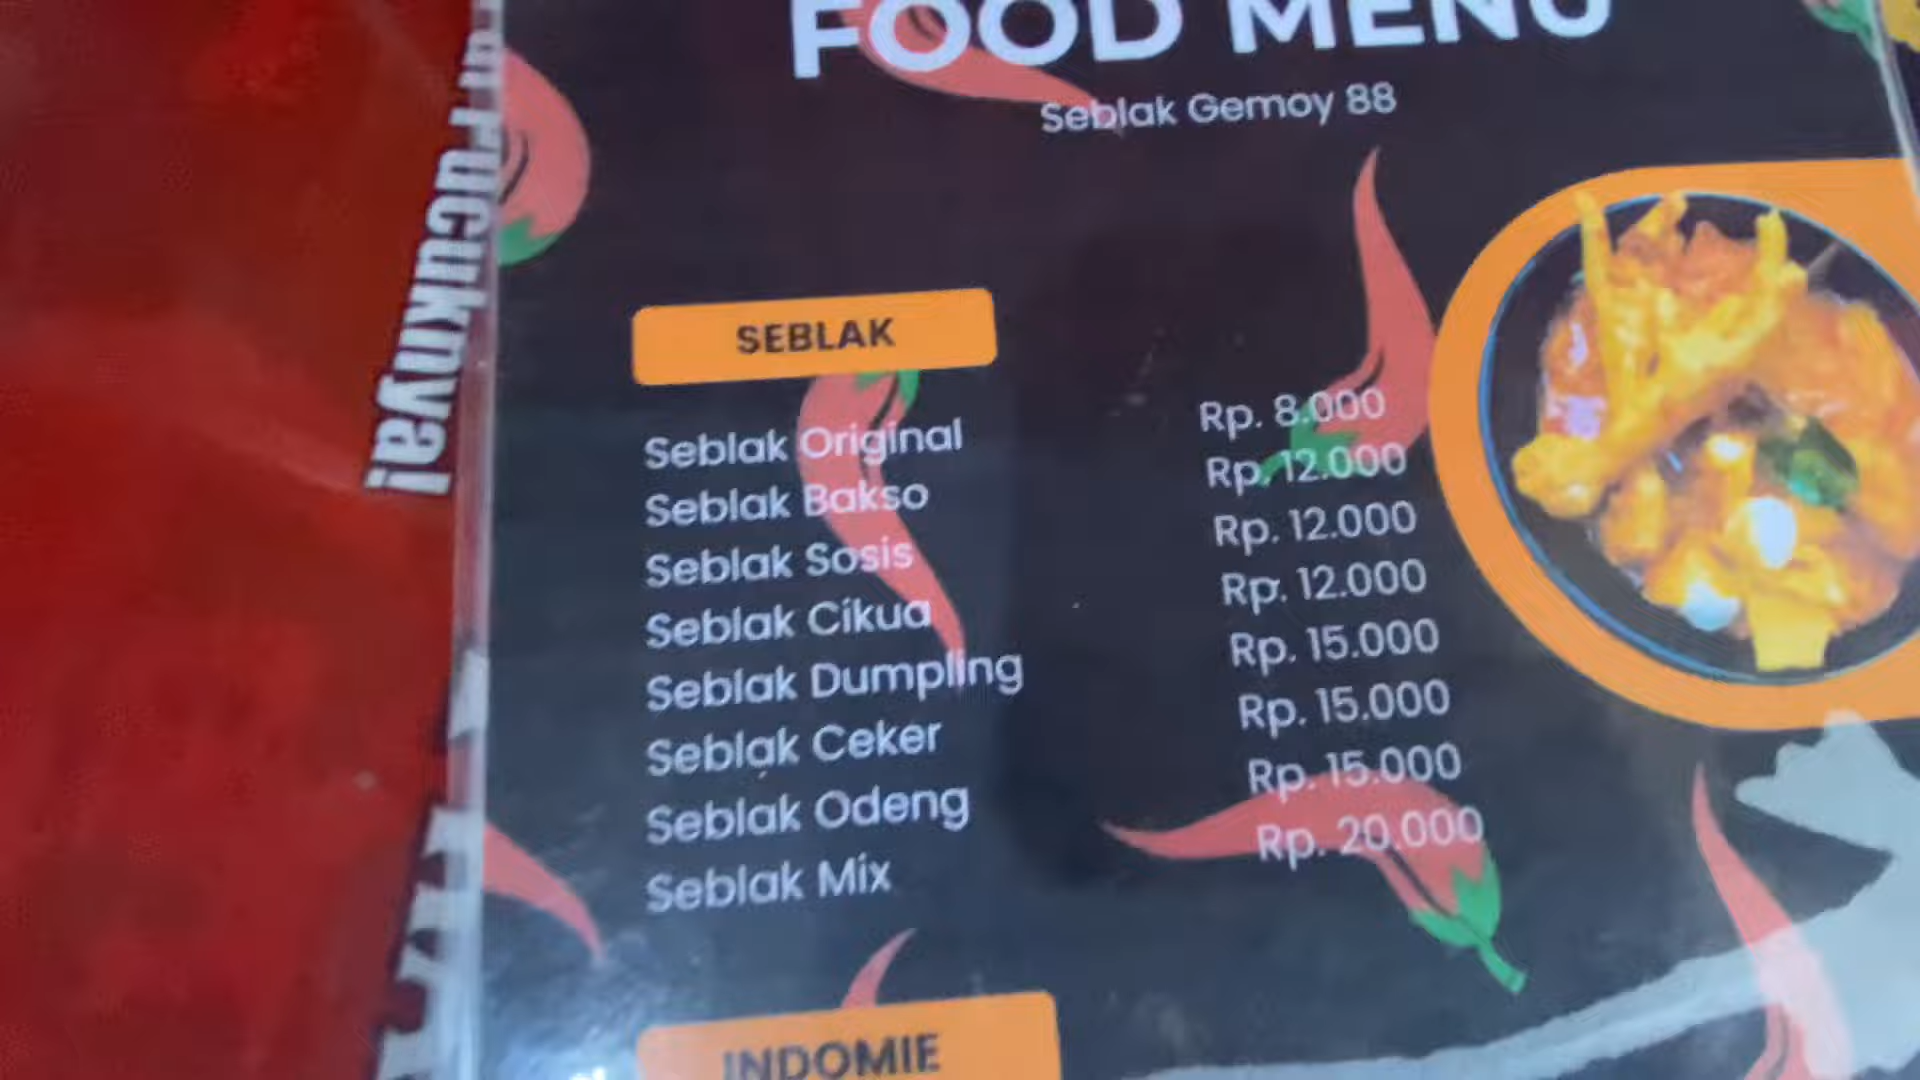 FOOD MENU
Seblak Gemoy 88
SEBLAK
Seblak Original Rp. 8.000
Seblak Bakso Rp. 12.000
Seblak Sosis Rp. 12.000
Seblak Cikua Rp. 12.000
Seblak Dumpling Rp. 15.000
Seblak Ceker Rp. 15.000
Seblak Odeng Rp. 15.000
Seblak Mix Rp. 20.000
INDOMIE
Pucuknya!